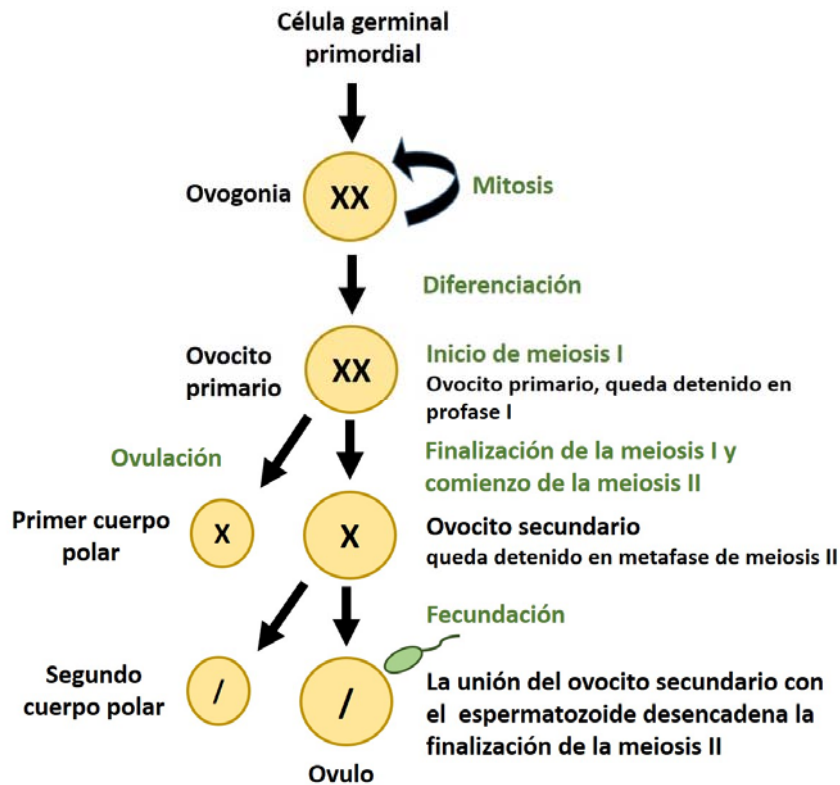 Célula germinal
primordial
Ovogonia
XX
Mitosis
Diferenciación
Ovocito
primario
XX
Inicio de meiosis I
Ovocito primario, queda detenido en
profase I
Ovulación
Finalización de la meiosis I y
comienzo de la meiosis II
Primer cuerpo
polar
X
X
Ovocito secundario
queda detenido en metafase de meiosis II
Fecundación
Segundo
cuerpo polar
/
/
La unión del ovocito secundario con
el espermatozoide desencadena la
finalización de la meiosis II
Ovulo